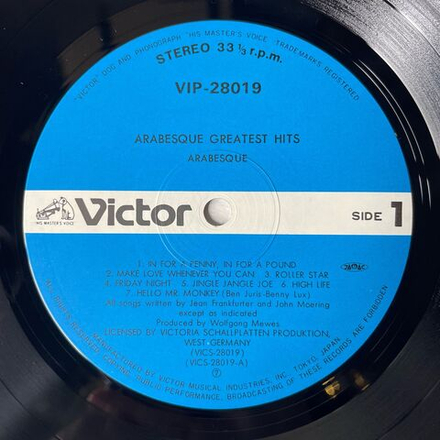 "VICTOR" DOG AND PHONOGRAPH "HIS MASTER'S VOICE" TRADEMARKS REGISTERED
STEREO 33 1/3 r.p.m.
VIP-28019
ARABESQUE GREATEST HITS
ARABESQUE
"HIS MASTER'S VOICE"
Victor
SIDE 1
1. IN FOR A PENNY, IN FOR A POUND
2. MAKE LOVE WHENEVER YOU CAN 3. ROLLER STAR
4. FRIDAY NIGHT 5. JINGLE JANGLE JOE 6. HIGH LIFE
7. HELLO MR. MONKEY (Ben Juris-Benny Lux)
All songs written by Jean Frankfurter and John Moering
except as indicated
Produced by Wolfgang Mewes
LICENSED BY VICTORIA SCHALLPLATTEN PRODUKTION,
WEST GERMANY
(VICS-28019)
(VICS-28019-A)
MANUFACTURED BY VICTOR MUSICAL INDUSTRIES, INC. TOKYO, JAPAN
PUBLIC PERFORMANCE, BROADCASTING OF THESE RECORDS ARE FORBIDDEN